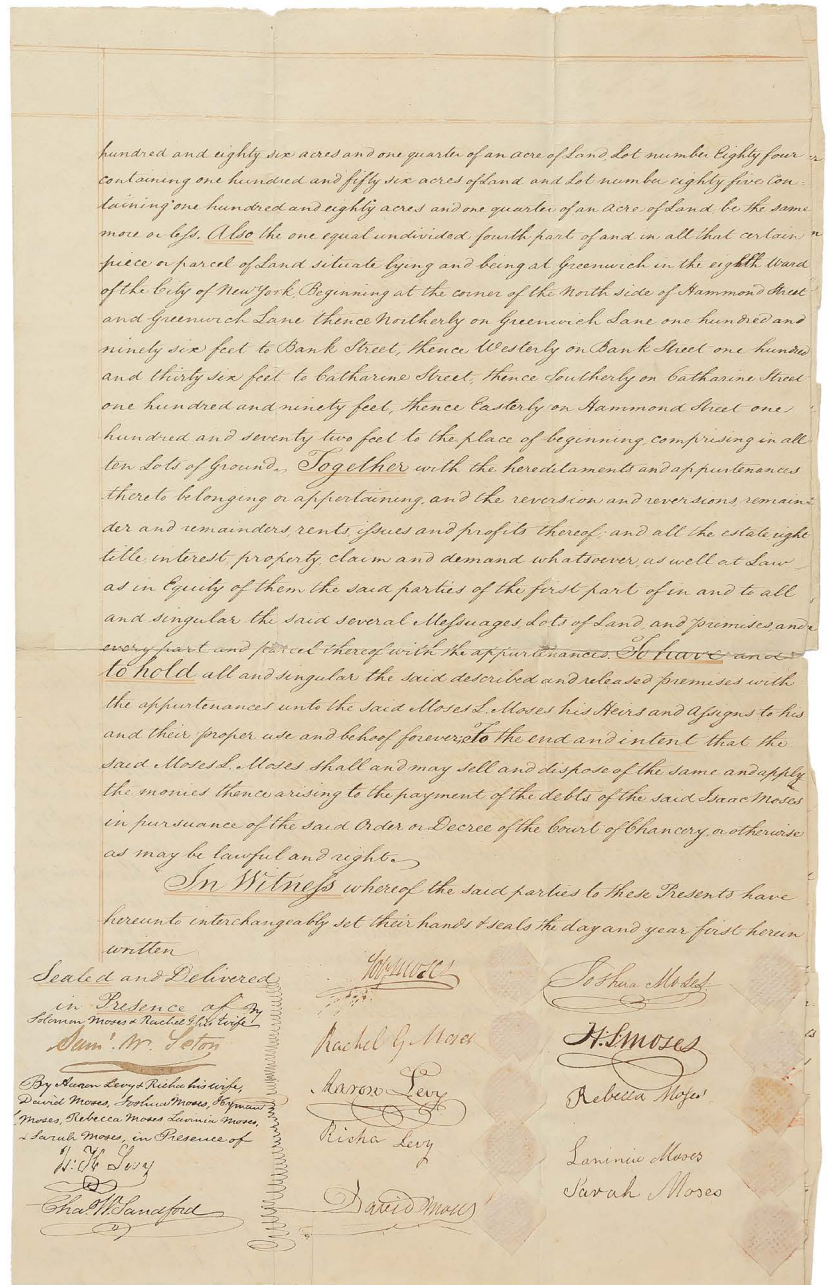 hundred and eighty six acres and one quarter of an acre of Land, Lot number Eighty four
containing one hundred and fifty six acres of Land and Lot number eighty five Con-
taining one hundred and eighty acres and one quarter of an Acre of Land be the same
more or less. Also the one equal undivided fourth part of and in all that certain
piece or parcel of Land situate lying and being at Greenwich in the eighth Ward
of the City of New York, Beginning at the corner of the North side of Hammond Street
and Greenwich Lane thence Northerly on Greenwich Lane one hundred and
ninety six feet to Bank Street, thence Westerly on Bank Street one hundred
and thirty six feet to Catharine Street, thence Southerly on Catharine Street
one hundred and ninety feet, thence Easterly on Hammond Street one
hundred and seventy two feet to the place of beginning, comprising in all
ten Lots of Ground. Together with the hereditaments and appurtenances
thereto belonging or appertaining, and the reversion and reversions, remain-
der and remainders, rents, issues and profits thereof; and all the estate right
title, interest, property claim and demand whatsoever, as well at Law
as in Equity of them the said parties of the first part of in and to all
and singular the said several Messuages, Lots of Land, and premises, and
every part and parcel thereof with the appurtenances. To have and
to hold all and singular the said described and released premises with
the appurtenances unto the said Moses L. Moses his Heirs and Assigns to his
and their proper use and behoof forever, To the end and intent that the
said Moses L. Moses shall and may sell and dispose of the same and apply
the monies thence arising to the payment of the debts of the said Isaac Moses
in pursuance of the said Order or Decree of the Court of Chancery, or otherwise
as may be lawful and right.
In Witness whereof the said parties to these Presents have
hereunto interchangeably set their hands & seals the day and year first herein
written
Sealed and Delivered
in Presence of by
Solomon Moses & Rachel G. his Wife
Saml. W. Seton
By Aaron Levy & Richa his wife,
David Moses, Joshua Moses, Hyman
Moses, Rebecca Moses Lavinia Moses,
& Sarah Moses, in Presence of
Levy
Chas. W. Sandford
Moses
Rachel G Moses
Aaron Levy
Richa Levy
David Moses
Joshua Moses
H. S Moses
Rebecca Moses
Lavinia Moses
Sarah Moses